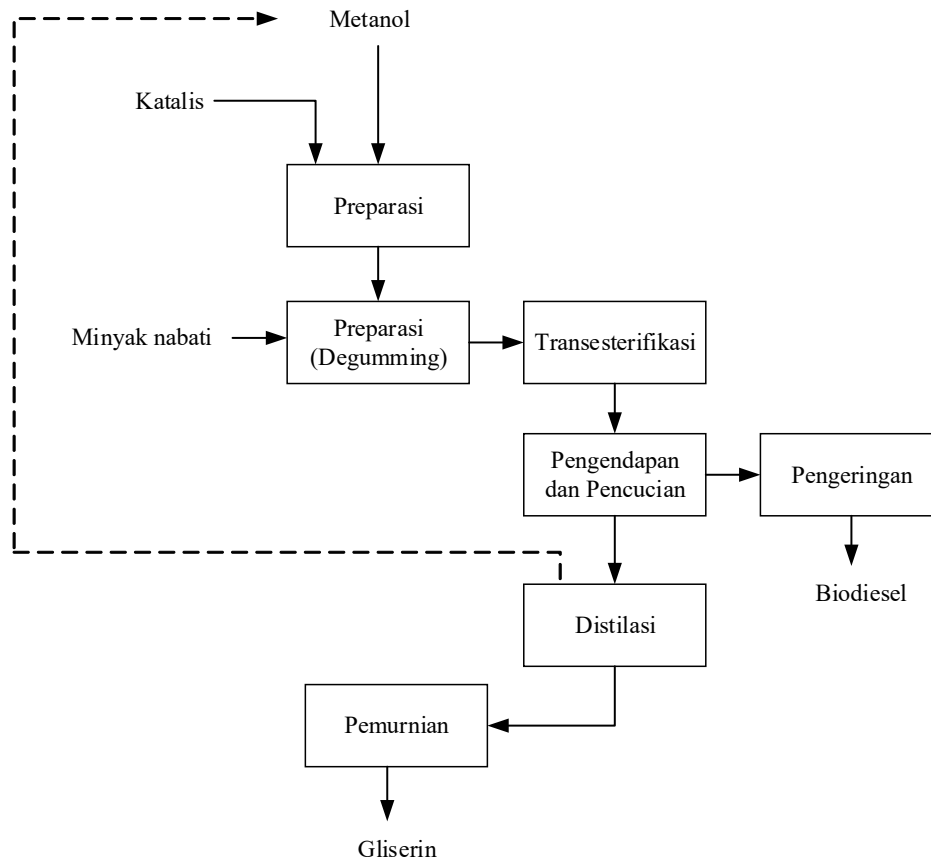 Metanol
Katalis
Preparasi
Minyak nabati
Preparasi
(Degumming)
Transesterifikasi
Pengendapan
dan Pencucian
Pengeringan
Biodiesel
Distilasi
Pemurnian
Gliserin